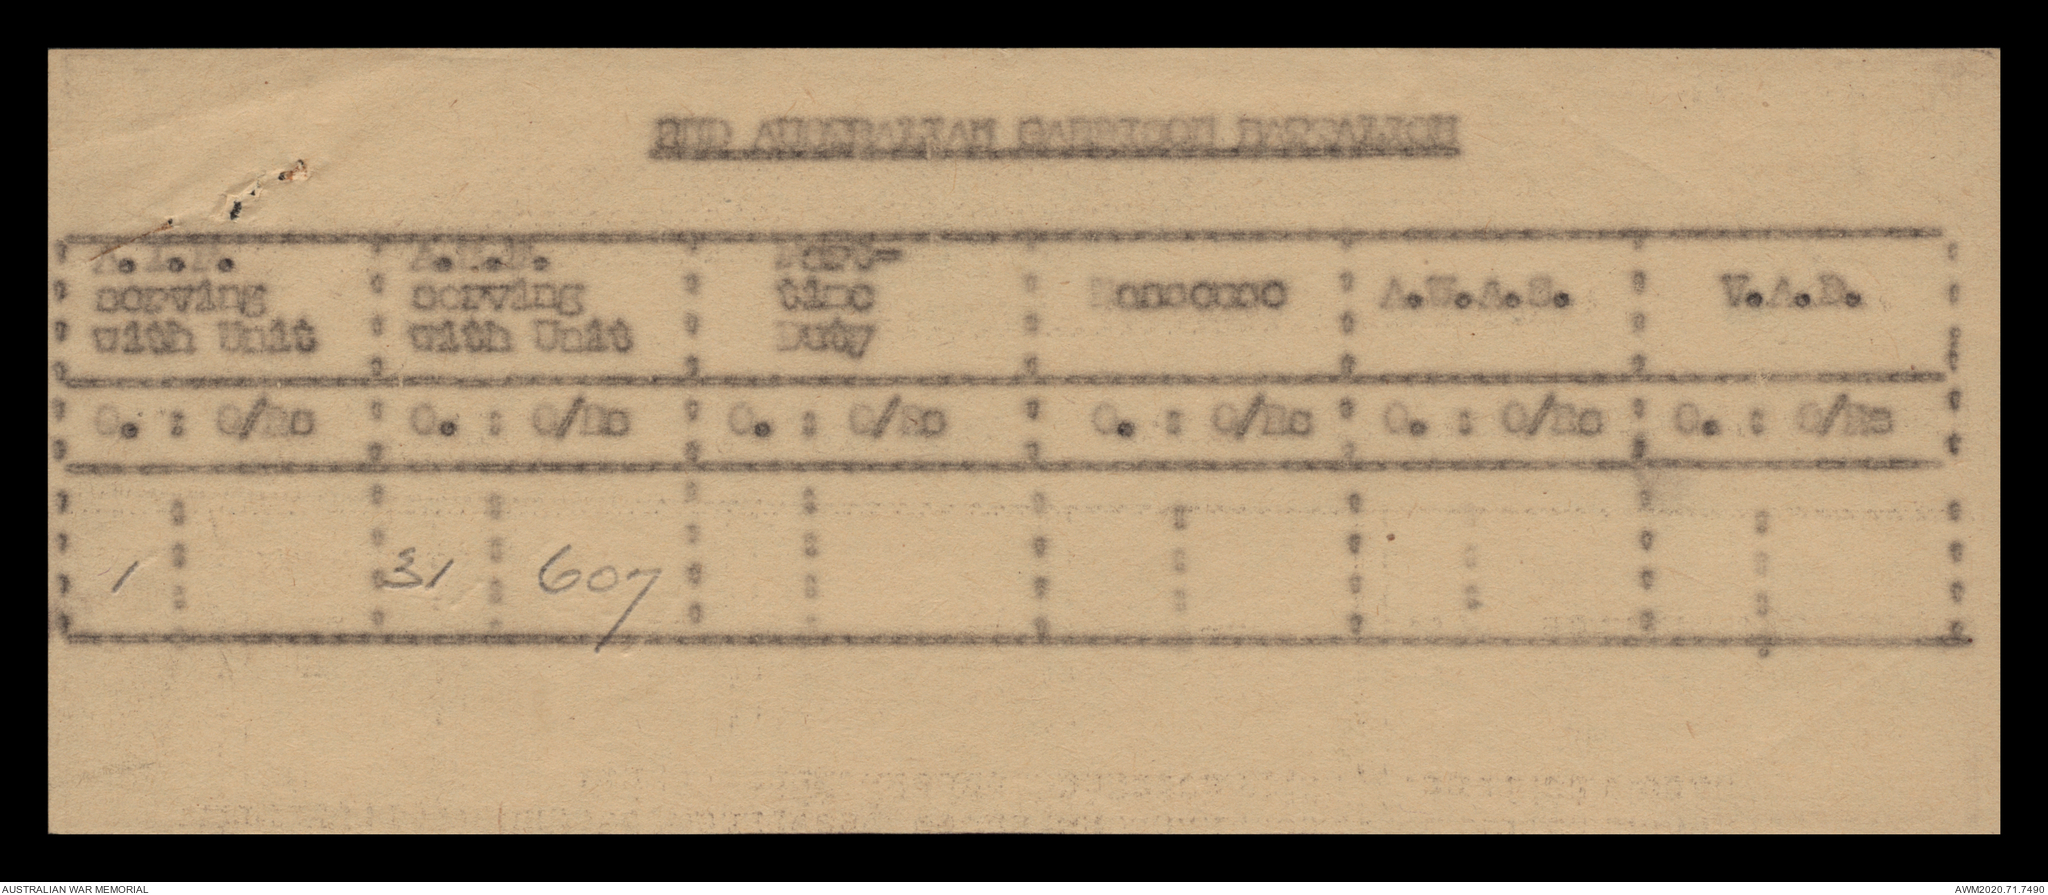 2ND AUSTRALIAN GARRISON BATTALION
A.I.F. serving with Unit
A.M.F. serving with Unit
Part-time Duty
A.W.A.S.
V.A.D.
O. : O/Rs O. : O/Rs O. : O/Rs O. : O/Rs O. : O/Rs O. : O/Rs
1 31 607
AUSTRALIAN WAR MEMORIAL
AWM2020.71.7490